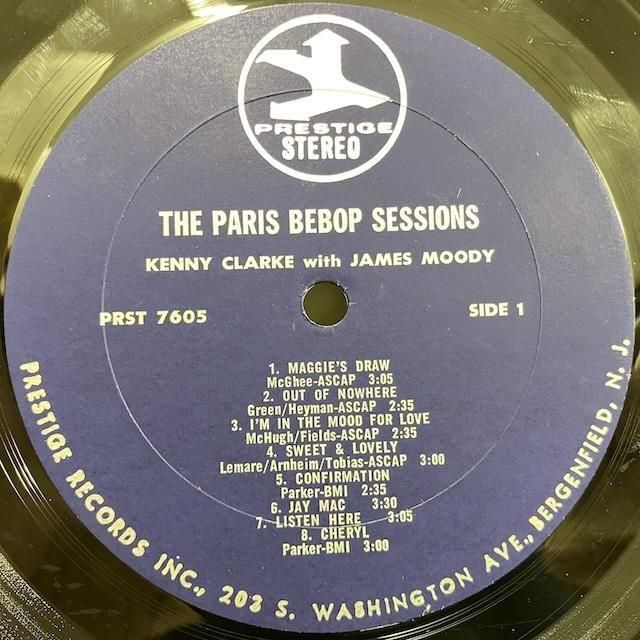 PRESTIGE
STEREO
THE PARIS BEBOP SESSIONS
KENNY CLARKE with JAMES MOODY
PRST 7605
SIDE 1
1. MAGGIE'S DRAW
McGhee-ASCAP 3:05
2. OUT OF NOWHERE
Green/Heyman-ASCAP 2:35
3. I'M IN THE MOOD FOR LOVE
McHugh/Fields-ASCAP 2:35
4. SWEET & LOVELY
Lemare/Arnheim/Tobias-ASCAP 3:00
5. CONFIRMATION
Parker-BMI 2:35
6. JAY MAC 3:30
7. LISTEN HERE 3:05
8. CHERYL
Parker-BMI 3:00
PRESTIGE RECORDS INC., 203 S. WASHINGTON AVE., BERGENFIELD, N. J.